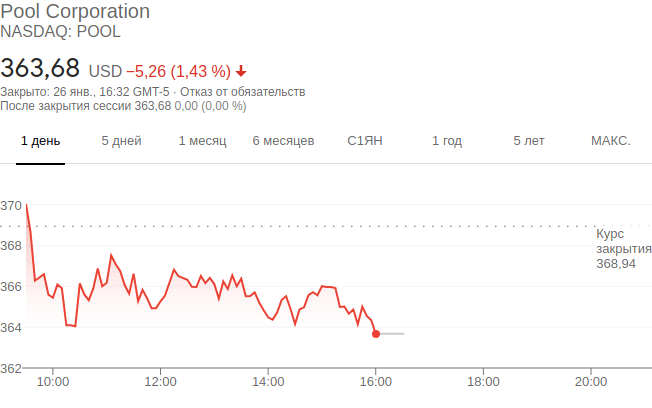 Pool Corporation
NASDAQ: POOL
363,68 USD −5,26 (1,43 %)
Закрыто: 26 янв., 16:32 GMT-5 · Отказ от обязательств
После закрытия сессии 363,68 0,00 (0,00 %)
1 день 5 дней 1 месяц 6 месяцев С1ЯН 1 год 5 лет МАКС.
370
Курс
368 закрытия
368,94
366
364
362
10:00 12:00 14:00 16:00 18:00 20:00